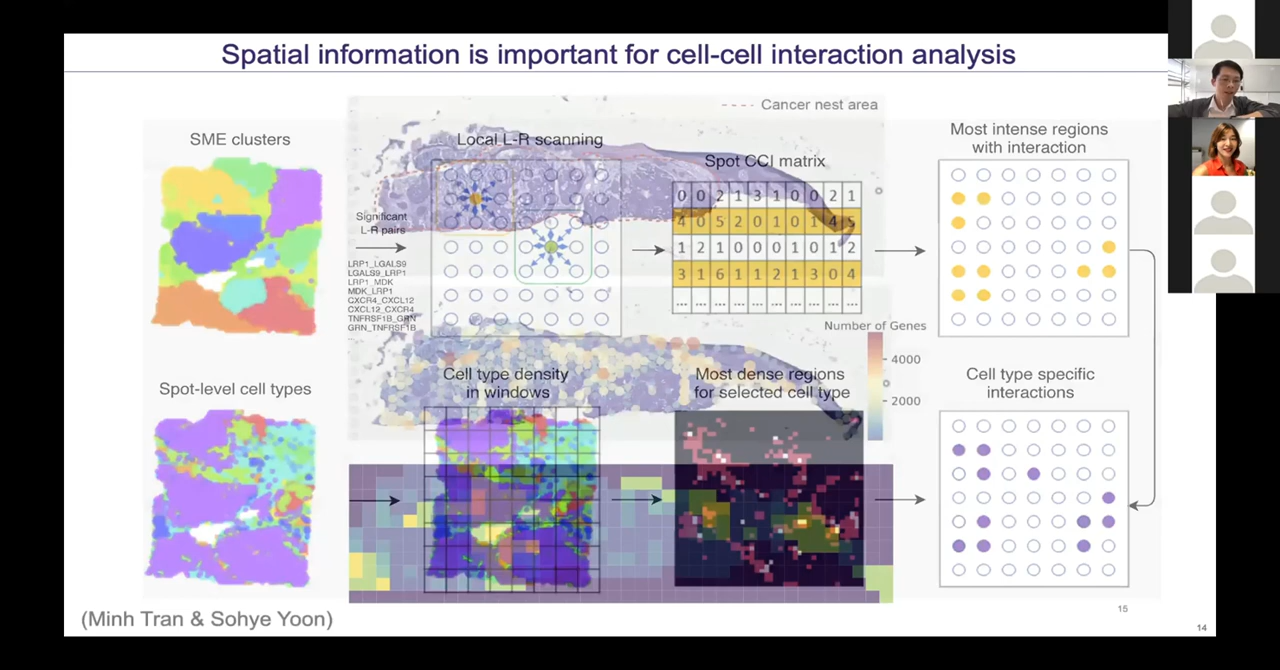 Spatial information is important for cell-cell interaction analysis
Cancer nest area
SME clusters
Local L-R scanning
Spot CCI matrix
Most intense regions
with interaction
Significant
L-R pairs
LRP1_LGALS9
LGALS9_LRP1
LRP1_MDK
MDK_LRP1
CXCR4_CXCL12
CXCL12_CXCR4
TNFRSF1B_GRN
GRN_TNFRSF1B
0 0 2 1 3 1 0 0 2 1
4 0 5 2 0 1 0 1 4 5
1 2 1 0 0 0 1 0 1 2
3 1 6 1 1 2 1 3 0 4
... ... ... ... ... ... ... ... ... ...
Number of Genes
4000
2000
Spot-level cell types
Cell type density
in windows
Most dense regions
for selected cell type
Cell type specific
interactions
(Minh Tran & Sohye Yoon)
15
14